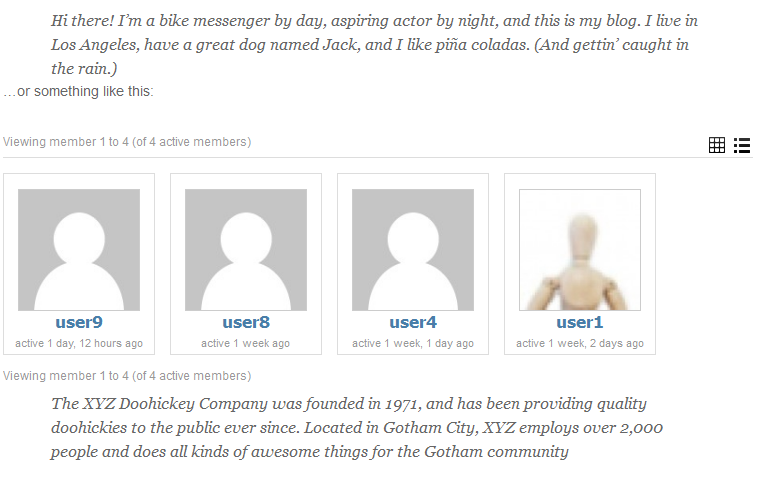 Hi there! I’m a bike messenger by day, aspiring actor by night, and this is my blog. I live in
Los Angeles, have a great dog named Jack, and I like piña coladas. (And gettin’ caught in
the rain.)
…or something like this:
Viewing member 1 to 4 (of 4 active members)
user9
active 1 day, 12 hours ago
user8
active 1 week ago
user4
active 1 week, 1 day ago
user1
active 1 week, 2 days ago
Viewing member 1 to 4 (of 4 active members)
The XYZ Doohickey Company was founded in 1971, and has been providing quality
doohickies to the public ever since. Located in Gotham City, XYZ employs over 2,000
people and does all kinds of awesome things for the Gotham community